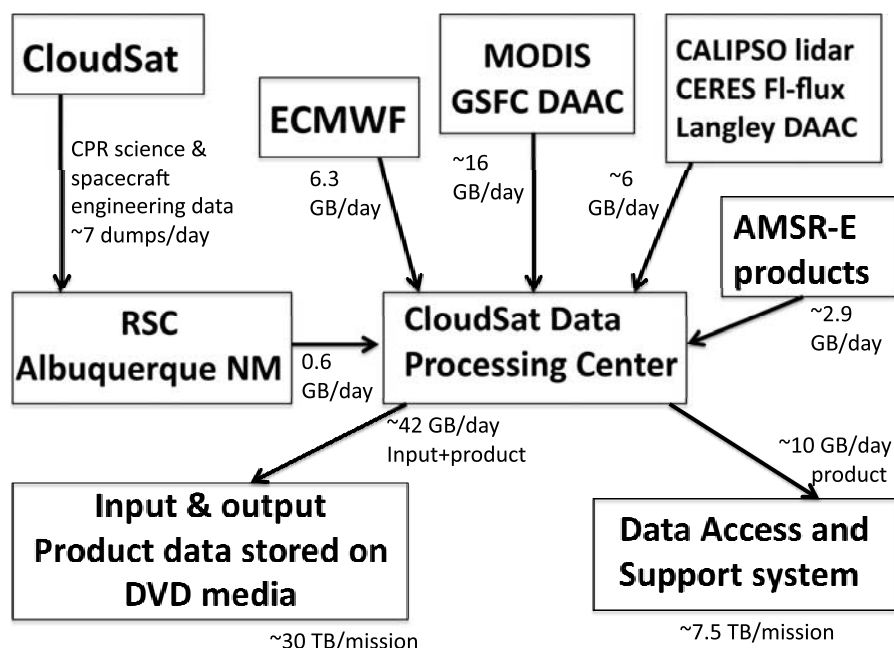 CloudSat
CPR science &
spacecraft
engineering data
~7 dumps/day
ECMWF
6.3
GB/day
MODIS
GSFC DAAC
~16
GB/day
CALIPSO lidar
CERES Fl-flux
Langley DAAC
~6
GB/day
AMSR-E
products
~2.9
GB/day
RSC
Albuquerque NM
0.6
GB/day
CloudSat Data
Processing Center
~42 GB/day
Input+product
~10 GB/day
product
Input & output
Product data stored on
DVD media
~30 TB/mission
Data Access and
Support system
~7.5 TB/mission